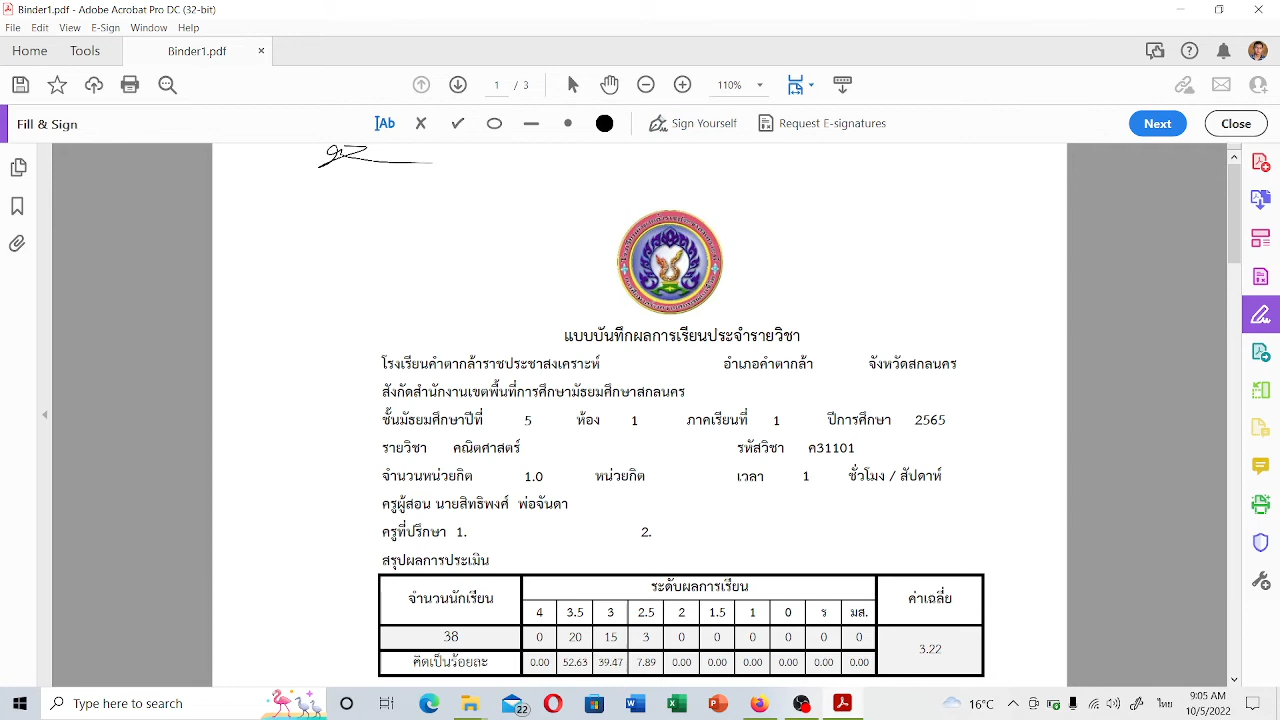 Binder1.pdf - Adobe Acrobat Pro DC (32-bit)
File Edit View E-Sign Window Help
Home Tools Binder1.pdf ×
1 / 3 110%
Fill & Sign IAb Sign Yourself Request E-signatures Next Close
แบบบันทึกผลการเรียนประจำรายวิชา
โรงเรียนคำตากล้าราชประชาสงเคราะห์ อำเภอคำตากล้า จังหวัดสกลนคร
สังกัดสำนักงานเขตพื้นที่การศึกษามัธยมศึกษาสกลนคร
ชั้นมัธยมศึกษาปีที่ 5 ห้อง 1 ภาคเรียนที่ 1 ปีการศึกษา 2565
รายวิชา คณิตศาสตร์ รหัสวิชา ค31101
จำนวนหน่วยกิต 1.0 หน่วยกิต เวลา 1 ชั่วโมง / สัปดาห์
ครูผู้สอน นายสิทธิพงศ์ พ่อจันดา
ครูที่ปรึกษา 1. 2.
สรุปผลการประเมิน
จำนวนนักเรียน ระดับผลการเรียน ค่าเฉลี่ย
4 3.5 3 2.5 2 1.5 1 0 ร มส.
38 0 20 15 3 0 0 0 0 0 0 3.22
คิดเป็นร้อยละ 0.00 52.63 39.47 7.89 0.00 0.00 0.00 0.00 0.00 0.00
Type here to search 22 16°C ไทย 9:05 AM
10/5/2022